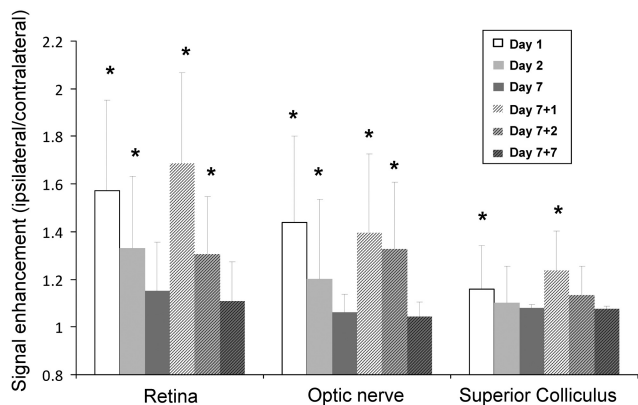 Signal enhancement (ipsilateral/contralateral)
2.2
2
1.8
1.6
1.4
1.2
1
0.8
* * * *
* * * *
* *
Day 1
Day 2
Day 7
Day 7+1
Day 7+2
Day 7+7
Retina
Optic nerve
Superior Colliculus